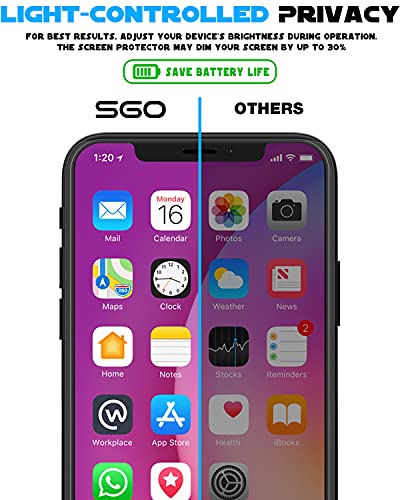 LIGHT-CONTROLLED PRIVACY
FOR BEST RESULTS, ADJUST YOUR DEVICE'S BRIGHTNESS DURING OPERATION.
THE SCREEN PROTECTOR MAY DIM YOUR SCREEN BY UP TO 30%
SAVE BATTERY LIFE
SGO OTHERS
1:20
Monday
16
Mail Calendar Photos Camera
280
Maps Clock Weather News
2
Home Notes Stocks Reminders
Workplace App Store Health iBooks